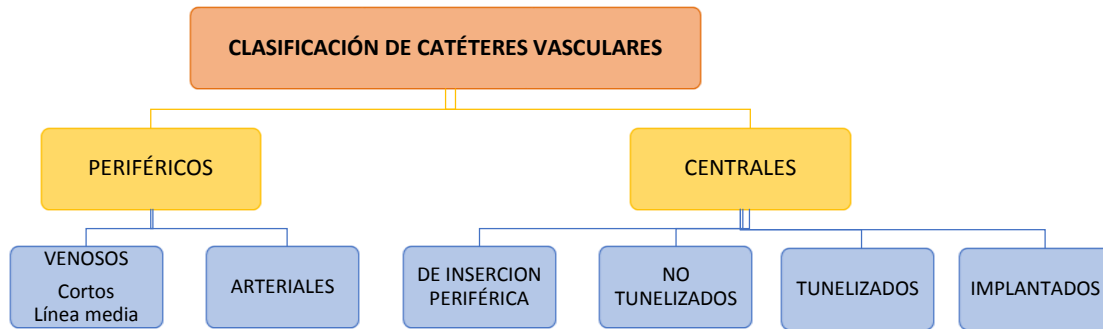 CLASIFICACIÓN DE CATÉTERES VASCULARES
PERIFÉRICOS
CENTRALES
VENOSOS
Cortos
Línea media
ARTERIALES
DE INSERCION
PERIFÉRICA
NO
TUNELIZADOS
TUNELIZADOS
IMPLANTADOS